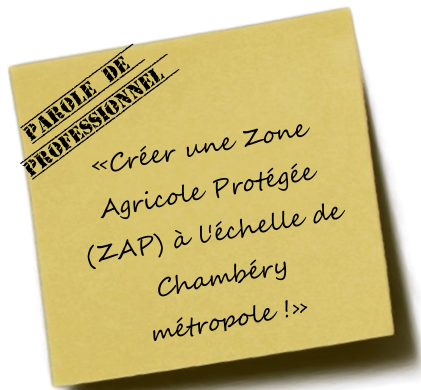 PAROLE DE
PROFESSIONNEL
«Créer une Zone
Agricole Protégée
(ZAP) à l'échelle de
Chambéry
métropole !»